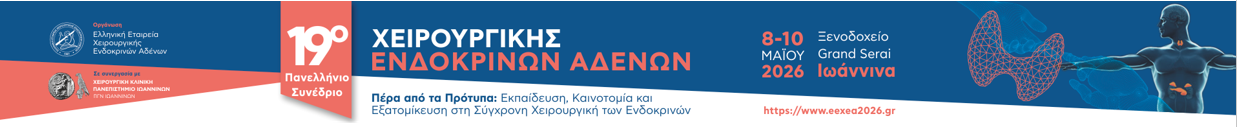 Οργάνωση
Ελληνική Εταιρεία
Χειρουργικής
Ενδοκρινών Αδένων
Σε συνεργασία με
ΧΕΙΡΟΥΡΓΙΚΗ ΚΛΙΝΙΚΗ
ΠΑΝΕΠΙΣΤΗΜΙΟ ΙΩΑΝΝΙΝΩΝ
ΠΓΝ ΙΩΑΝΝΙΝΩΝ
19ο
Πανελλήνιο
Συνέδριο
ΧΕΙΡΟΥΡΓΙΚΗΣ
ΕΝΔΟΚΡΙΝΩΝ ΑΔΕΝΩΝ
Πέρα από τα Πρότυπα: Εκπαίδευση, Καινοτομία και
Εξατομίκευση στη Σύγχρονη Χειρουργική των Ενδοκρινών
8-10
ΜΑΪΟΥ
2026
Ξενοδοχείο
Grand Serai
Ιωάννινα
https://www.eexea2026.gr